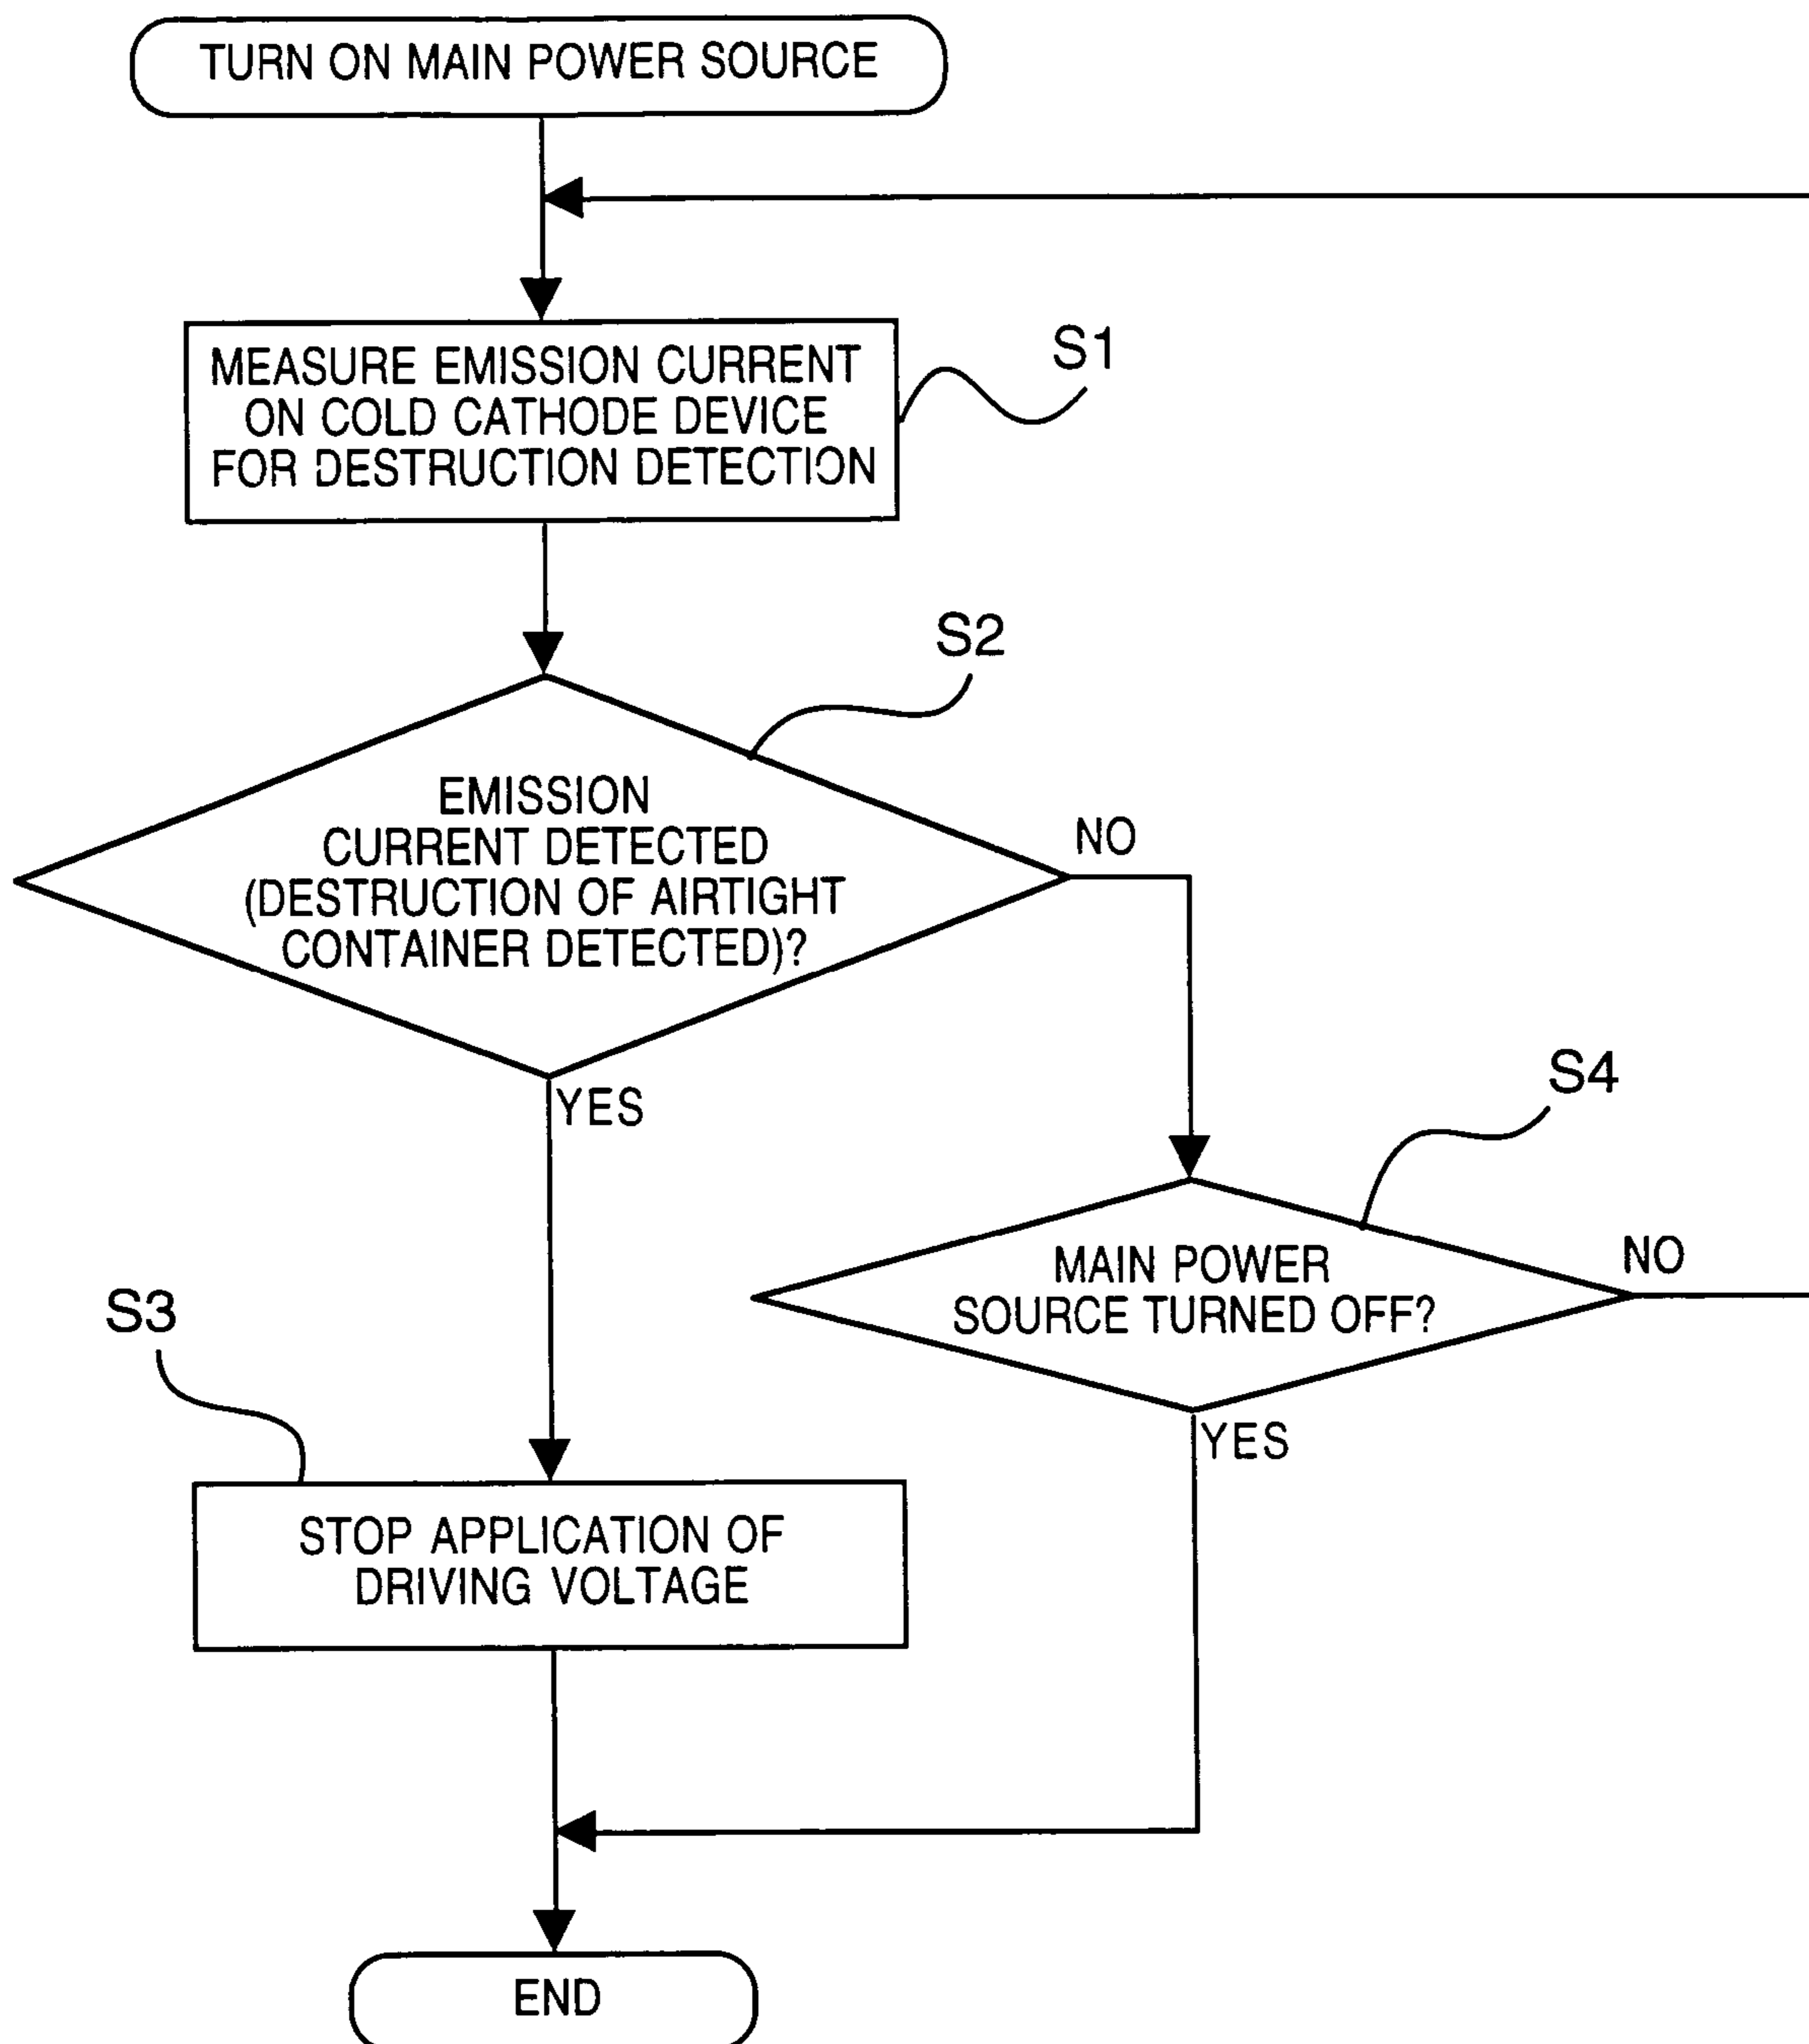 TURN ON MAIN POWER SOURCE
MEASURE EMISSION CURRENT
ON COLD CATHODE DEVICE
FOR DESTRUCTION DETECTION
S1
S2
EMISSION
CURRENT DETECTED
(DESTRUCTION OF AIRTIGHT
CONTAINER DETECTED)?
NO
YES
S4
MAIN POWER
SOURCE TURNED OFF?
NO
YES
S3
STOP APPLICATION OF
DRIVING VOLTAGE
END